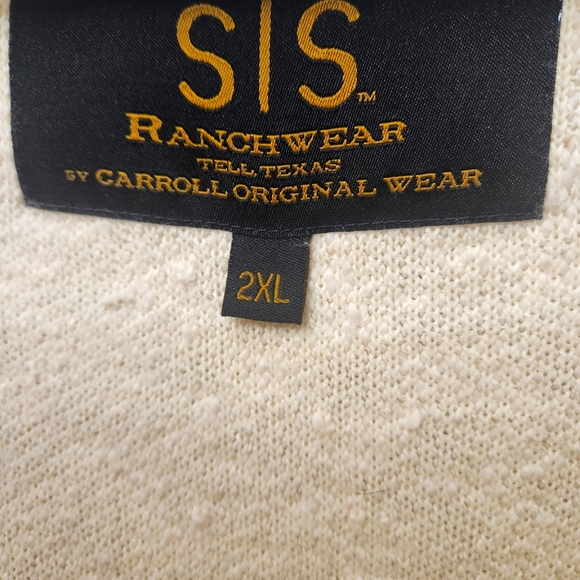 S|S™
RANCHWEAR
TELL, TEXAS
BY CARROLL ORIGINAL WEAR
2XL